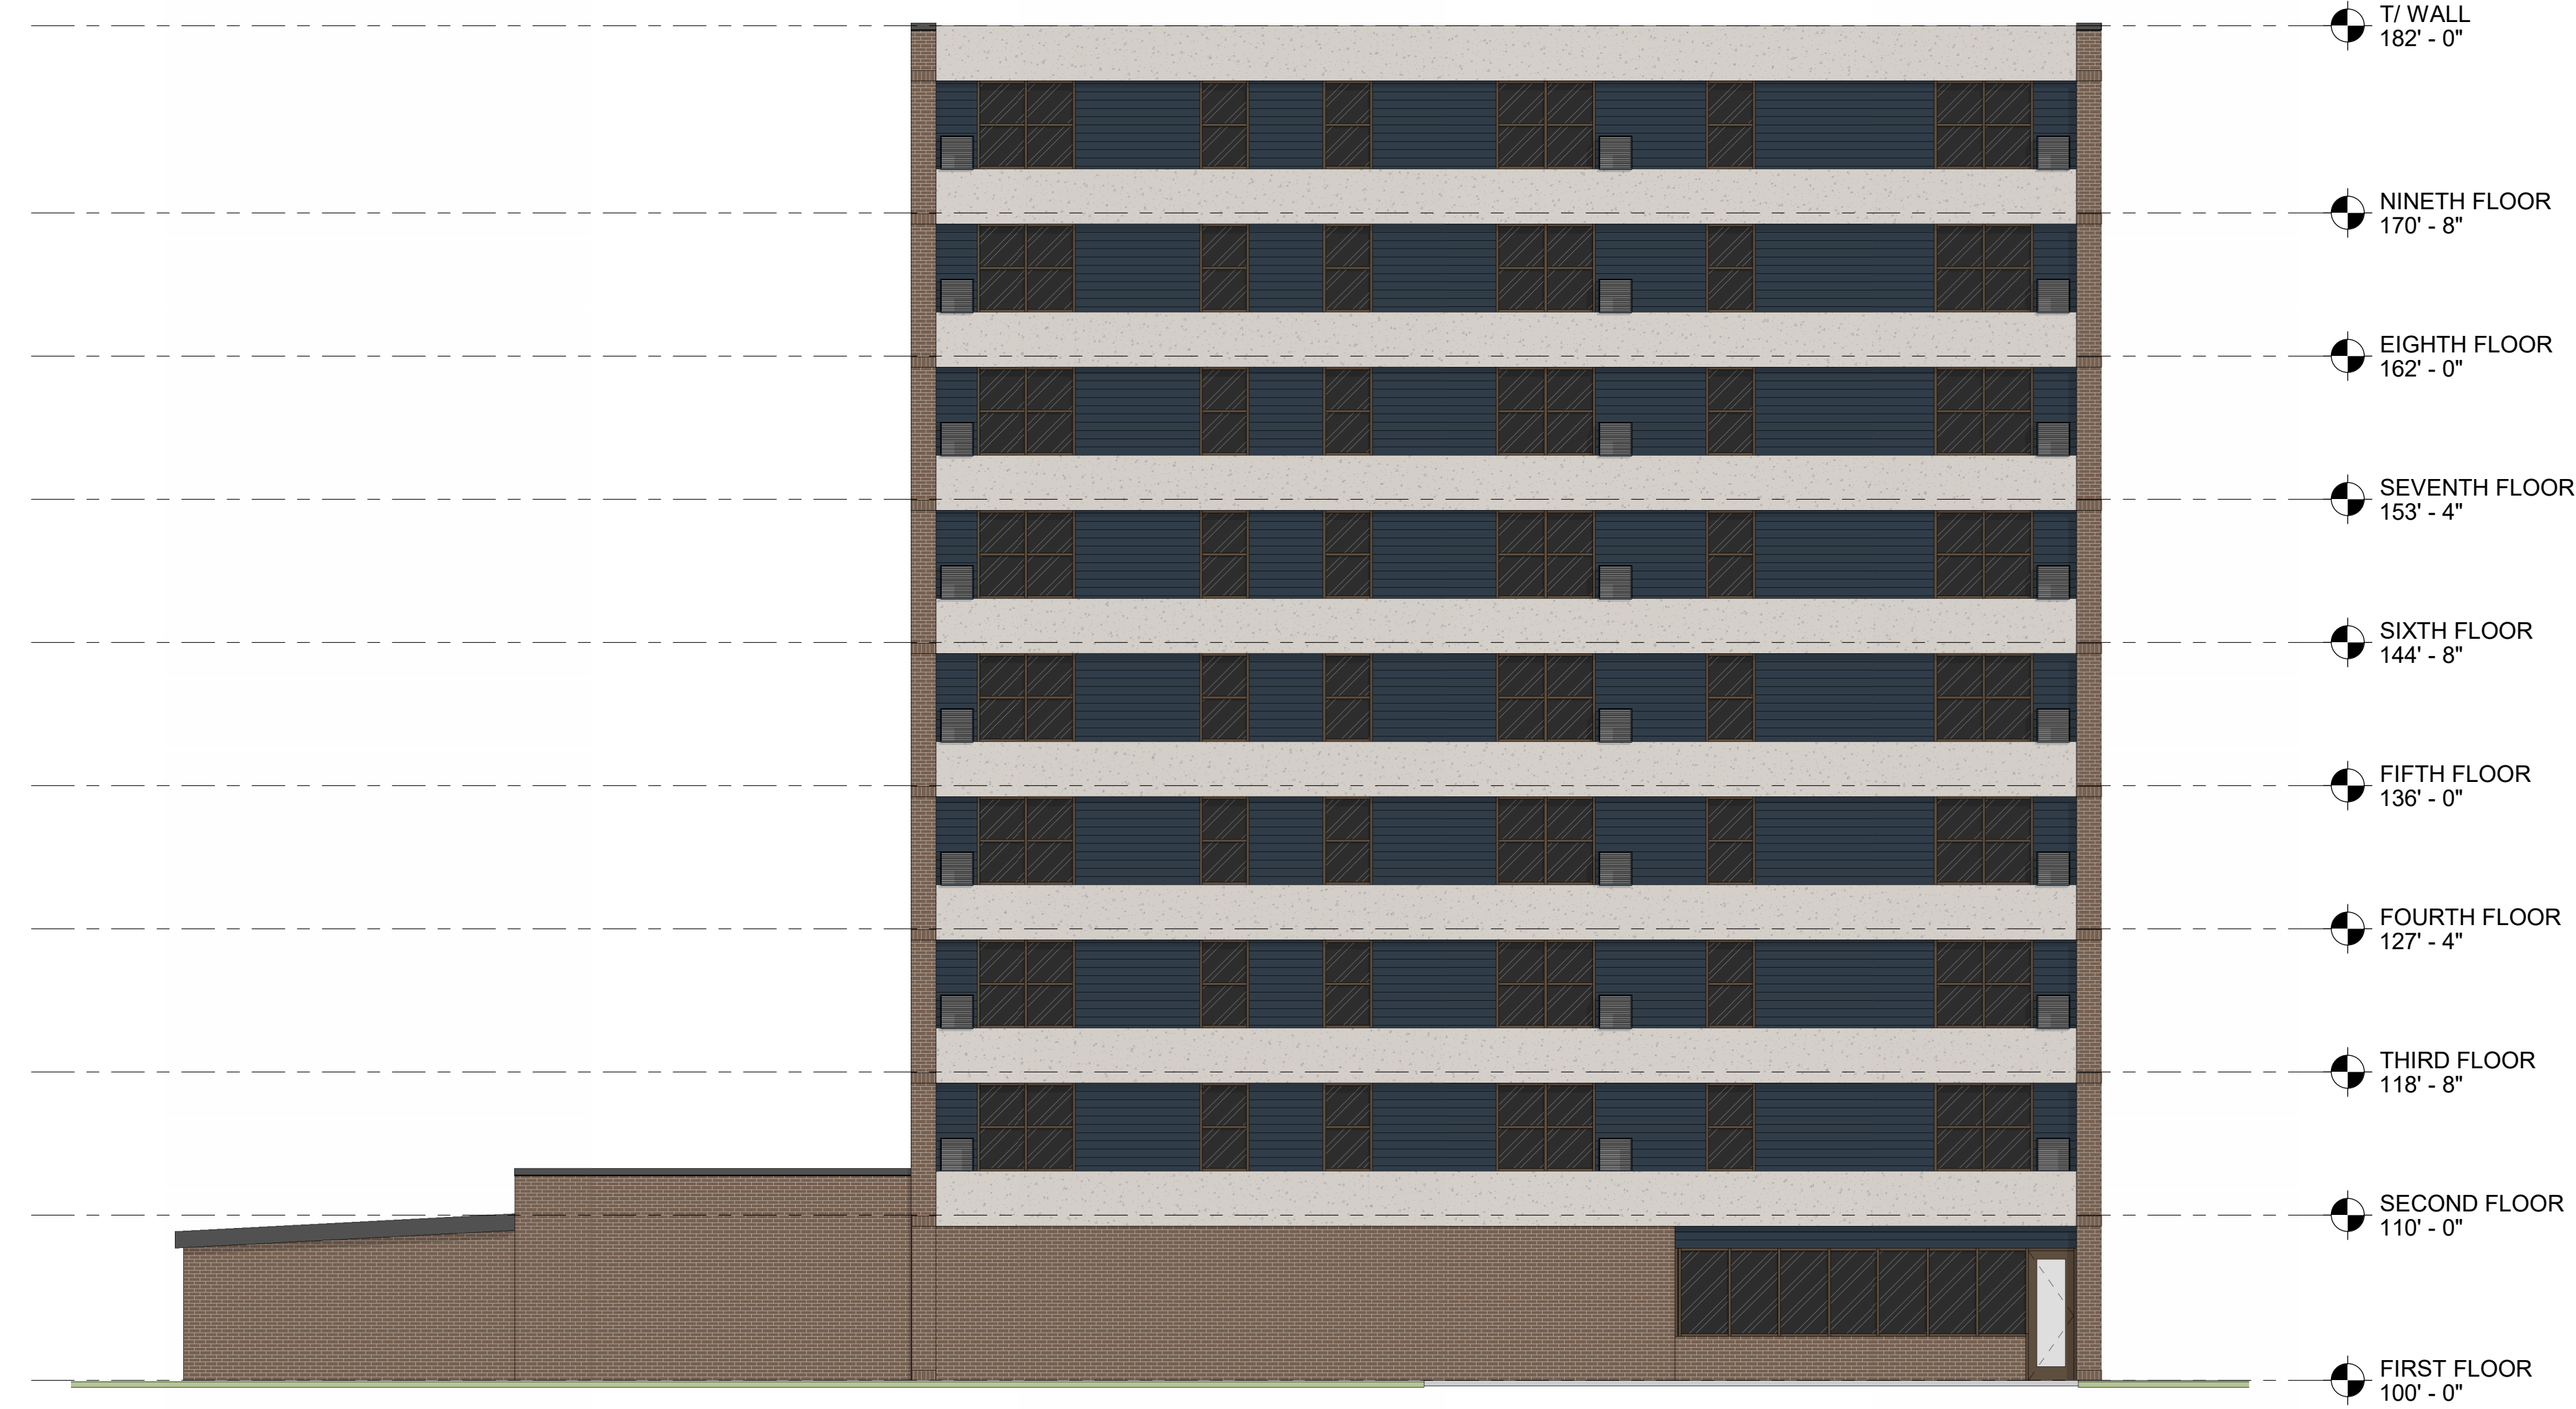 T/ WALL
182' - 0"
NINETH FLOOR
170' - 8"
EIGHTH FLOOR
162' - 0"
SEVENTH FLOOR
153' - 4"
SIXTH FLOOR
144' - 8"
FIFTH FLOOR
136' - 0"
FOURTH FLOOR
127' - 4"
THIRD FLOOR
118' - 8"
SECOND FLOOR
110' - 0"
FIRST FLOOR
100' - 0"